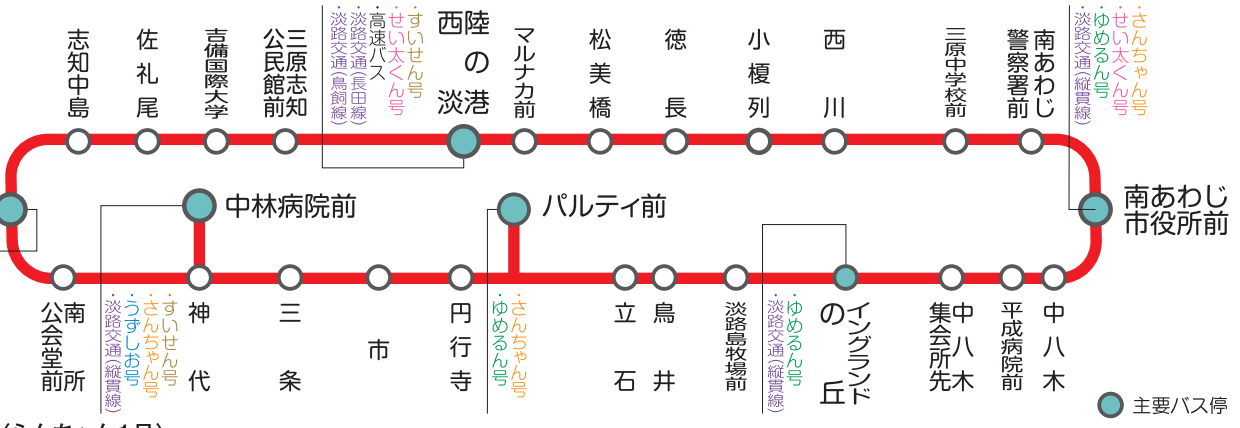 志知中島
佐礼尾
吉備国際大学
三原志知
公民館前
・すいせん号
・せい太くん号
・高速バス
・淡路交通(長田線)
・淡路交通(鳥飼線)
陸の港
西淡
マルナカ前
松美橋
徳長
小榎列
西川
三原中学校前
南あわじ
警察署前
・さんちゃん号
・せい太くん号
・ゆめるん号
・淡路交通(縦貫線)
中林病院前
パルティ前
南あわじ
市役所前
南所
公会堂前
・すいせん号
・さんちゃん号
・うずしお号
・淡路交通(縦貫線)
神代
三条
市
円行寺
・さんちゃん号
・ゆめるん号
立石
鳥井
淡路島牧場前
・ゆめるん号
・淡路交通(縦貫線)
イングランド
の丘
中八木
集会所先
平成病院前
中八木
主要バス停